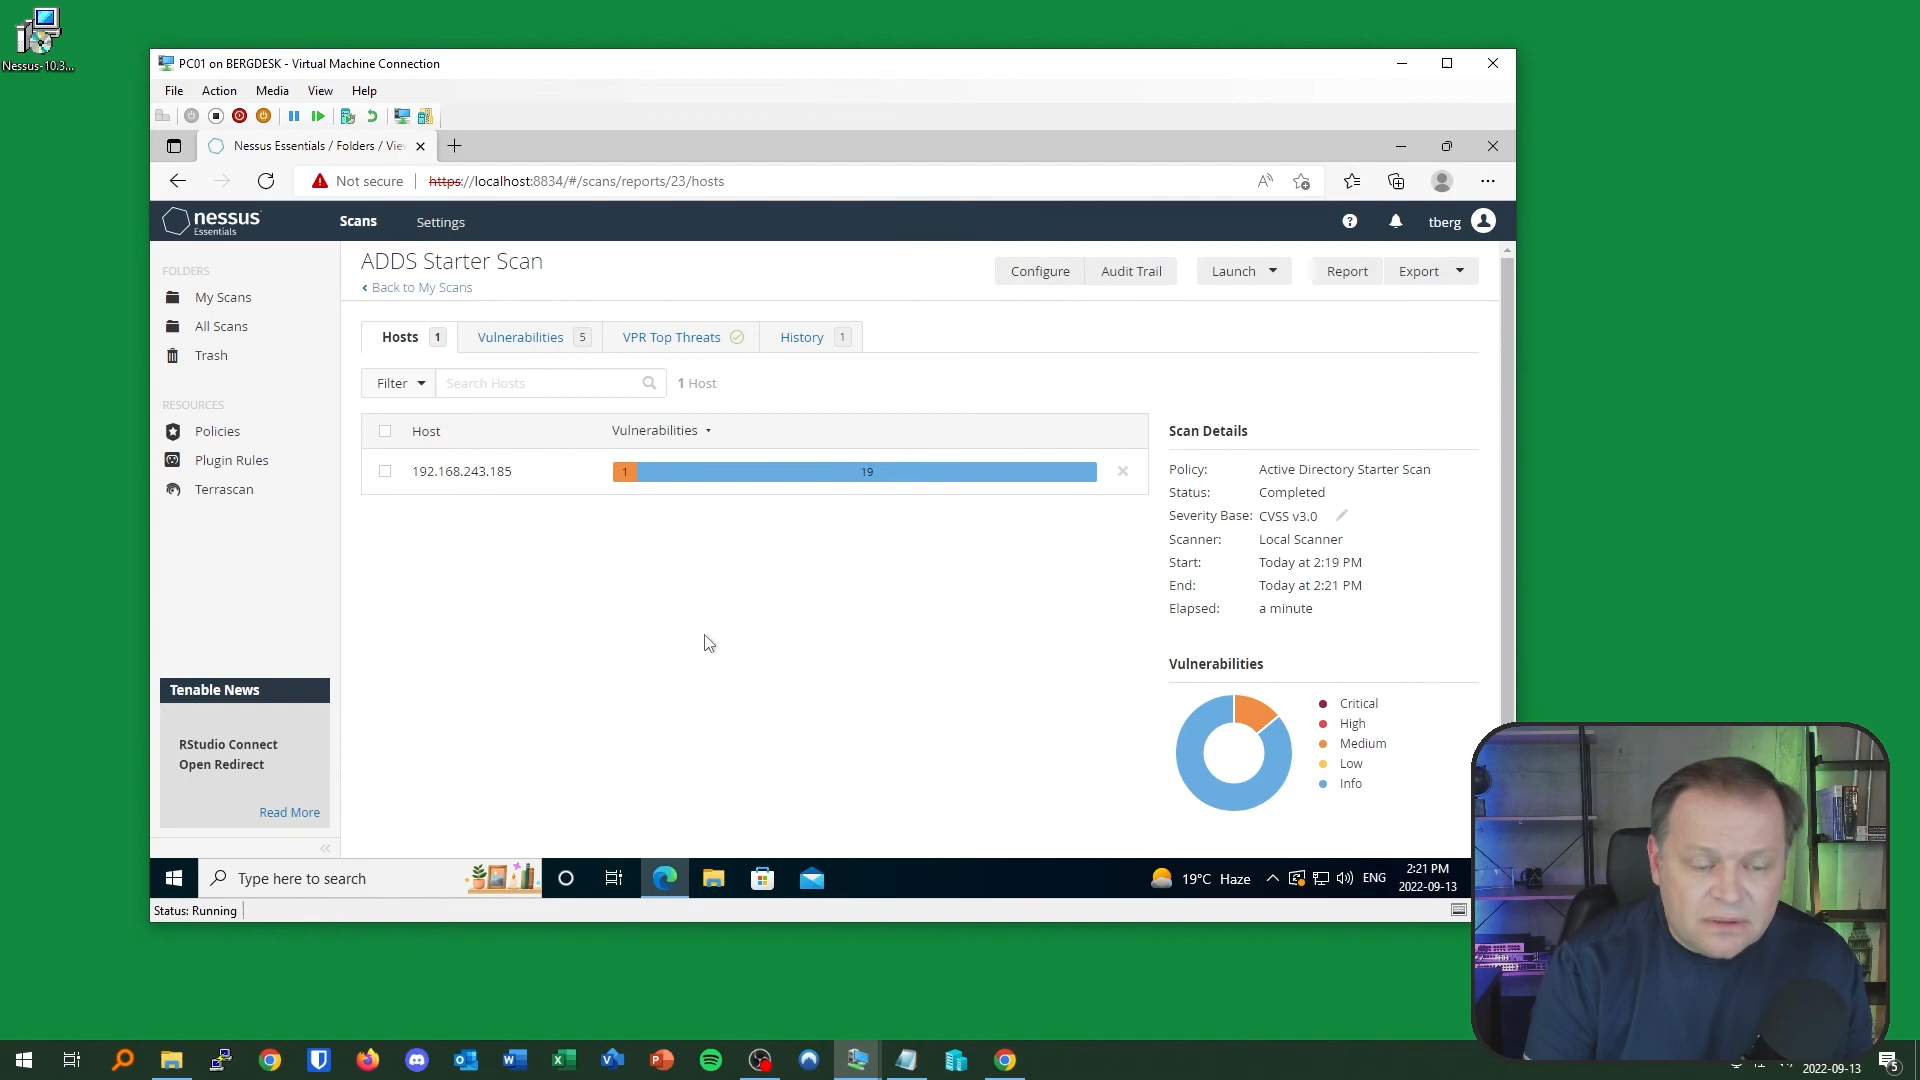 Nessus-10.3...
PC01 on BERGDESK - Virtual Machine Connection
File Action Media View Help
Nessus Essentials / Folders / Vie
Not secure https://localhost:8834/#/scans/reports/23/hosts
nessus Essentials
Scans Settings
tberg
FOLDERS
My Scans
All Scans
Trash
RESOURCES
Policies
Plugin Rules
Terrascan
Tenable News
RStudio Connect
Open Redirect
Read More
ADDS Starter Scan
Back to My Scans
Configure Audit Trail Launch Report Export
Hosts 1 Vulnerabilities 5 VPR Top Threats History 1
Filter Search Hosts 1 Host
Host Vulnerabilities
192.168.243.185 1 19
Scan Details
Policy: Active Directory Starter Scan
Status: Completed
Severity Base: CVSS v3.0
Scanner: Local Scanner
Start: Today at 2:19 PM
End: Today at 2:21 PM
Elapsed: a minute
Vulnerabilities
Critical
High
Medium
Low
Info
Type here to search
19°C Haze
ENG
2:21 PM
2022-09-13
Status: Running
2022-09-13
5